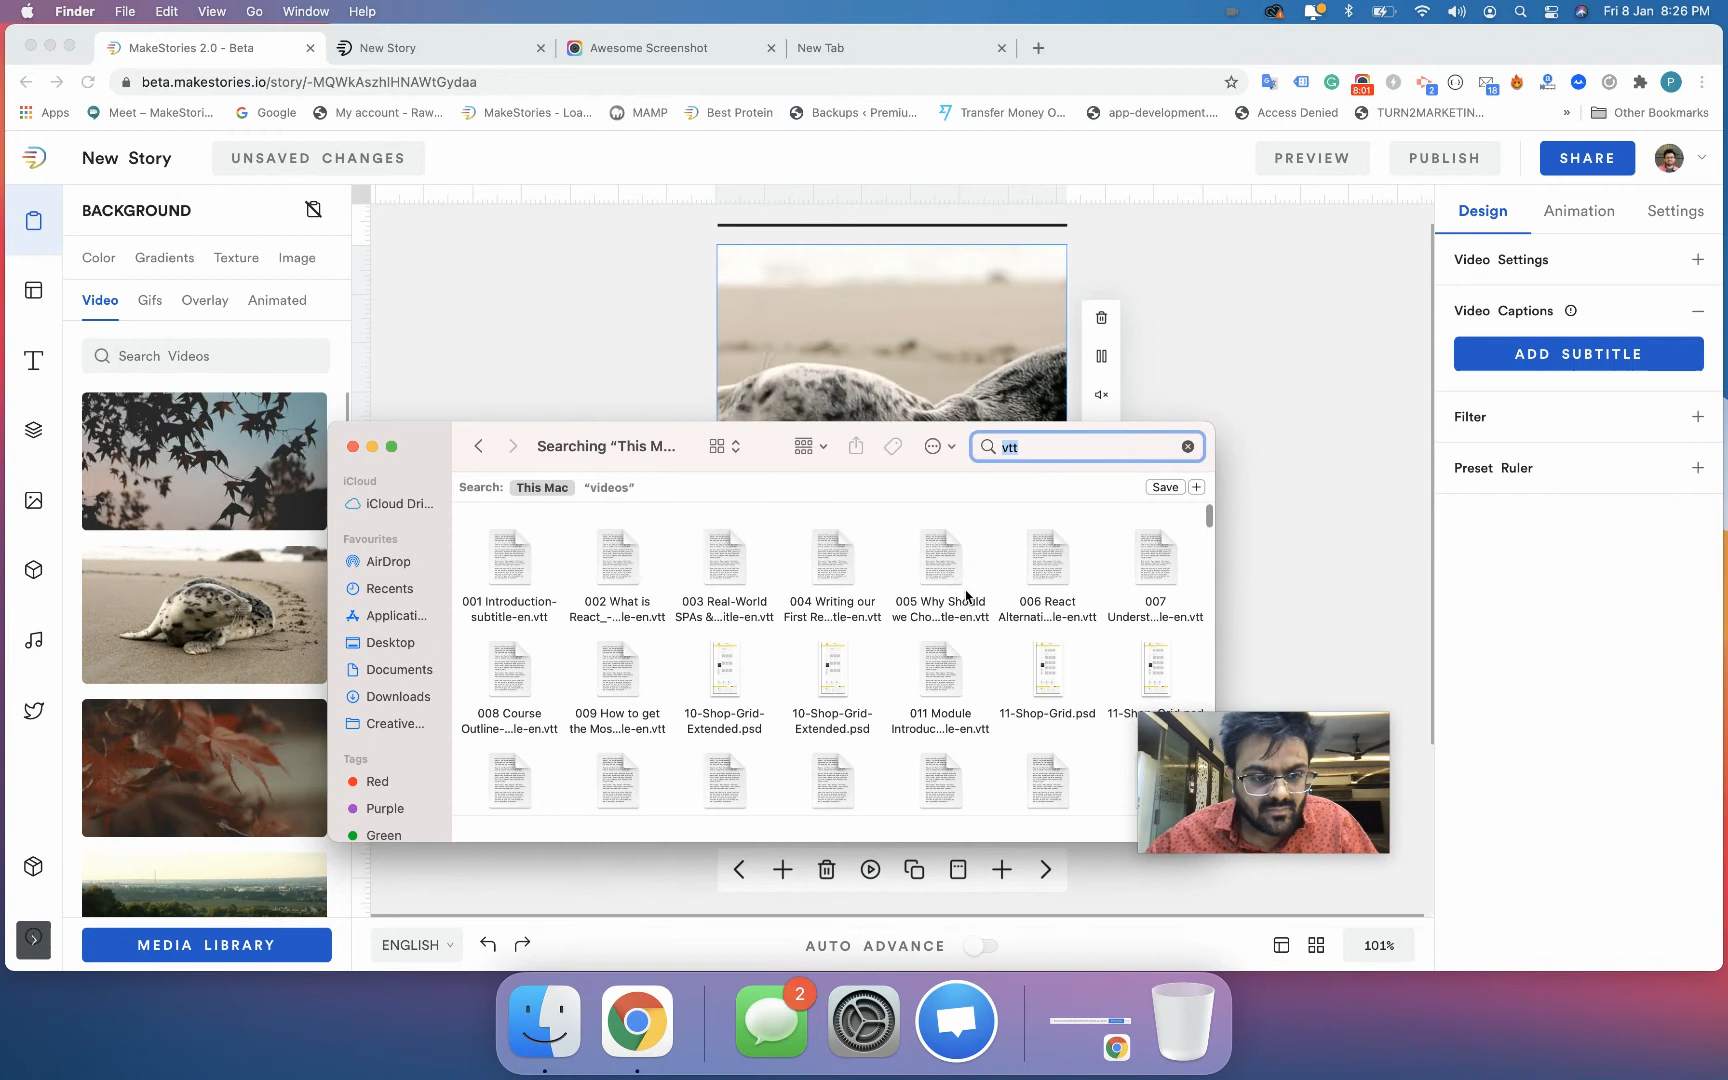 Finder File Edit View Go Window Help Fri 8 Jan 8:26 PM
MakeStories 2.0 - Beta New Story Awesome Screenshot New Tab
beta.makestories.io/story/-MQWkAszhlHNAWtGydaa 8:01 2 18 P
Apps Meet – MakeStori... Google My account - Raw... MakeStories - Loa... MAMP Best Protein Backups ‹ Premiu... Transfer Money O... app-development.... Access Denied TURN2MARKETIN... » Other Bookmarks
New Story UNSAVED CHANGES PREVIEW PUBLISH SHARE
BACKGROUND
Color Gradients Texture Image
Video Gifs Overlay Animated
Search Videos
MEDIA LIBRARY
Design Animation Settings
Video Settings
Video Captions
ADD SUBTITLE
Filter
Preset Ruler
Searching “This M... vtt
Search: This Mac “videos” Save
iCloud
iCloud Dri...
Favourites
AirDrop
Recents
Applicati...
Desktop
Documents
Downloads
Creative...
Tags
Red
Purple
Green
001 Introduction-
subtitle-en.vtt
002 What is
React_-...le-en.vtt
003 Real-World
SPAs &...itle-en.vtt
004 Writing our
First Re...tle-en.vtt
005 Why Should
we Cho...tle-en.vtt
006 React
Alternati...le-en.vtt
007
Underst...le-en.vtt
008 Course
Outline-...le-en.vtt
009 How to get
the Mos...le-en.vtt
10-Shop-Grid-
Extended.psd
10-Shop-Grid-
Extended.psd
011 Module
Introduc...le-en.vtt
11-Shop-Grid.psd
ENGLISH AUTO ADVANCE 101%
2